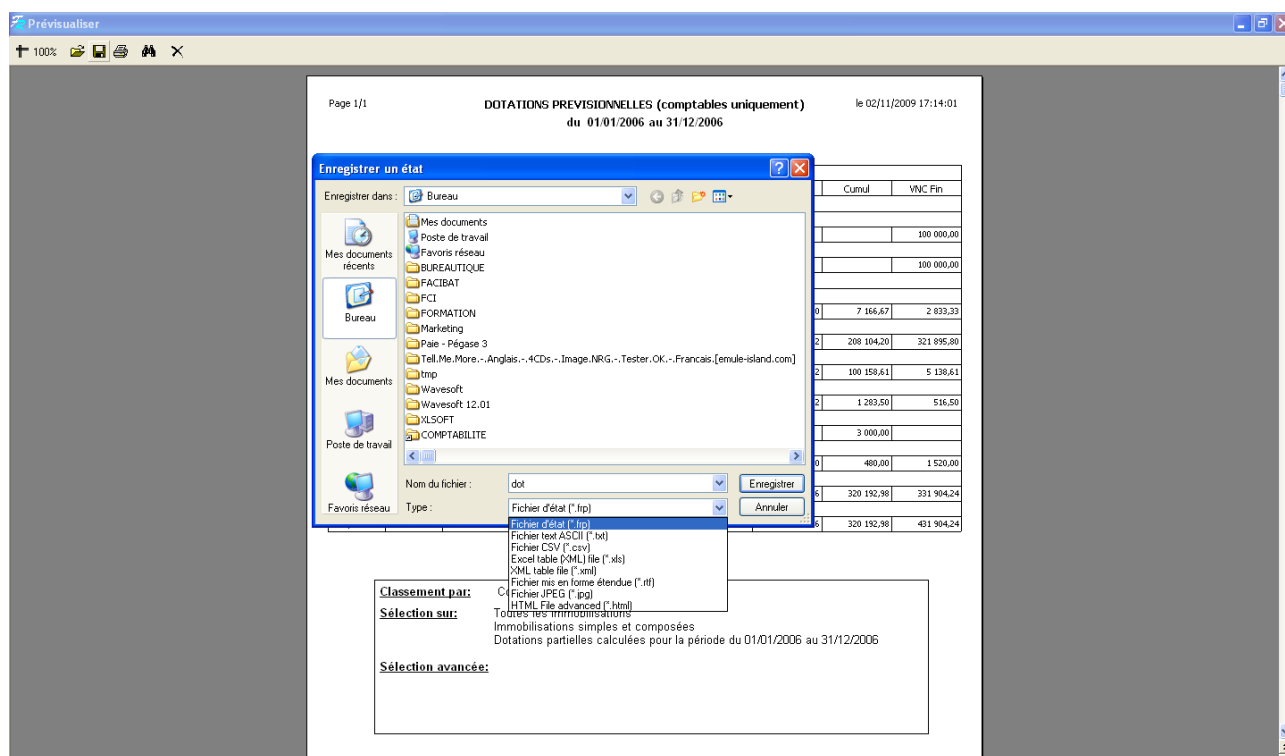 Prévisualiser
100%
Page 1/1
DOTATIONS PREVISIONNELLES (comptables uniquement)
le 02/11/2009 17:14:01
du 01/01/2006 au 31/12/2006
Enregistrer un état
Enregistrer dans :
Bureau
Mes documents récents
Bureau
Mes documents
Poste de travail
Favoris réseau
Mes documents
Poste de travail
Favoris réseau
BUREAUTIQUE
FACIBAT
FCI
FORMATION
Marketing
Paie - Pégase 3
Tell.Me.More.-.Anglais.-.4CDs.-.Image.NRG.-.Tester.OK.-.Francais.[emule-island.com]
tmp
Wavesoft
Wavesoft 12.01
XLSOFT
COMPTABILITE
Nom du fichier :
dot
Enregistrer
Type :
Fichier d'état (*.frp)
Annuler
Fichier d'état (*.frp)
Fichier text ASCII (*.txt)
Fichier CSV (*.csv)
Excel table (XML) file (*.xls)
XML table file (*.xml)
Fichier mis en forme étendue (*.rtf)
Fichier JPEG (*.jpg)
HTML File advanced (*.html)
Cumul VNC Fin
100 000,00
100 000,00
0 7 166,67 2 833,33
2 208 104,20 321 895,80
2 100 158,61 5 138,61
2 1 283,50 516,50
3 000,00
0 480,00 1 520,00
6 320 192,98 331 904,24
6 320 192,98 431 904,24
Classement par:
Sélection sur:
Toutes les immobilisations
Immobilisations simples et composées
Dotations partielles calculées pour la période du 01/01/2006 au 31/12/2006
Sélection avancée: